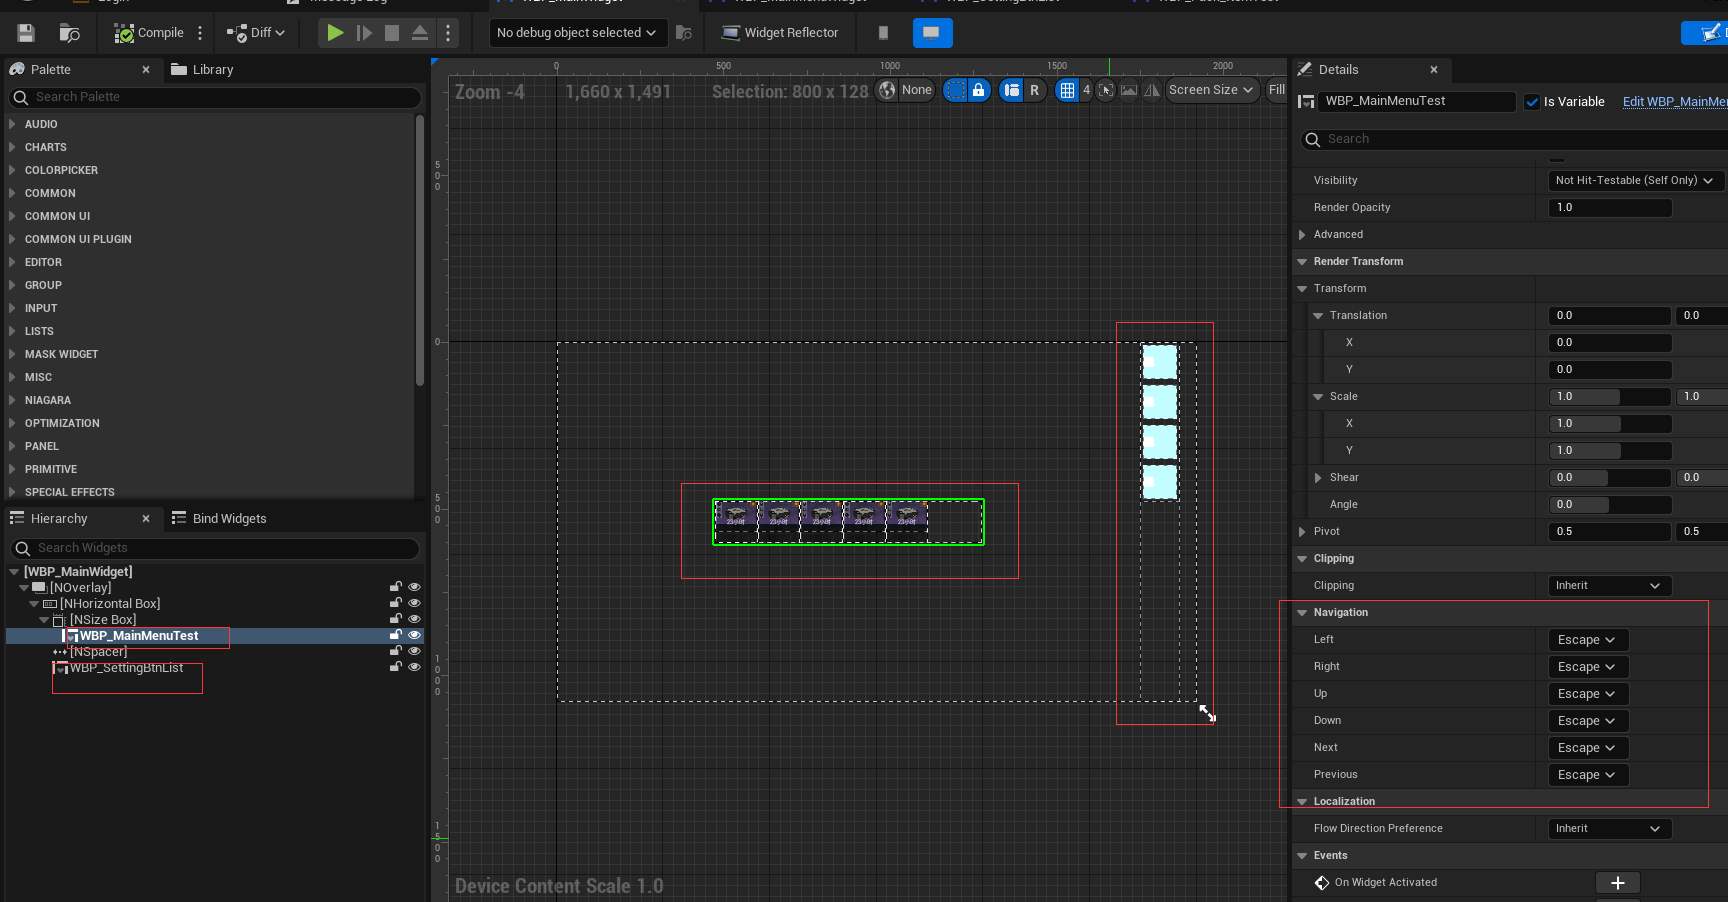 Compile
Diff
No debug object selected
Widget Reflector
Palette
Library
Search Palette
AUDIO
CHARTS
COLORPICKER
COMMON
COMMON UI
COMMON UI PLUGIN
EDITOR
GROUP
INPUT
LISTS
MASK WIDGET
MISC
NIAGARA
OPTIMIZATION
PANEL
PRIMITIVE
SPECIAL EFFECTS
Hierarchy
Bind Widgets
Search Widgets
[WBP_MainWidget]
[NOverlay]
[NHorizontal Box]
[NSize Box]
WBP_MainMenuTest
[NSpacer]
WBP_SettingBtnList
0
500
1000
1500
2000
Zoom -4
1,660 x 1,491
Selection: 800 x 128
None
R
4
Screen Size
Fill
500
0
500
1000
1500
Device Content Scale 1.0
Details
WBP_MainMenuTest
Is Variable
Edit WBP_MainMe
Search
Visibility
Not Hit-Testable (Self Only)
Render Opacity
1.0
Advanced
Render Transform
Transform
Translation
0.0
0.0
X
0.0
Y
0.0
Scale
1.0
1.0
X
1.0
Y
1.0
Shear
0.0
0.0
Angle
0.0
Pivot
0.5
0.5
Clipping
Clipping
Inherit
Navigation
Left
Escape
Right
Escape
Up
Escape
Down
Escape
Next
Escape
Previous
Escape
Localization
Flow Direction Preference
Inherit
Events
On Widget Activated